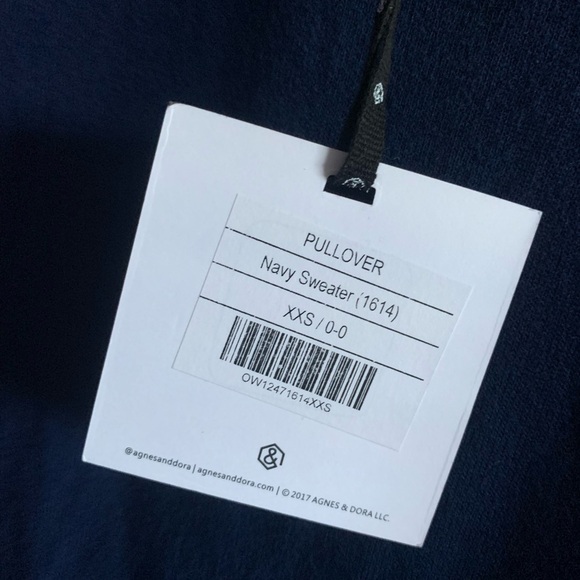 PULLOVER
Navy Sweater (1614)
XXS / 0-0
OW12471614XXS
&
@agnesanddora | agnesanddora.com | © 2017 AGNES & DORA LLC.